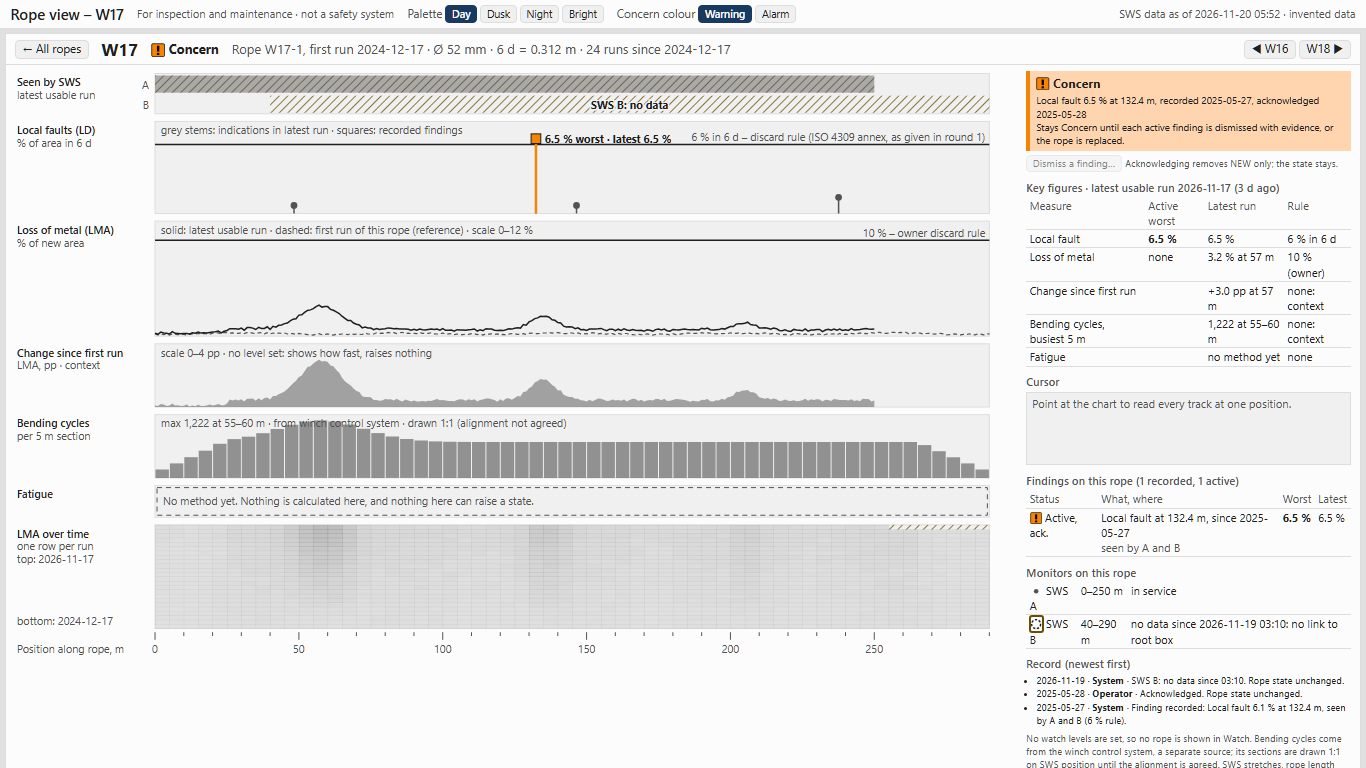 Rope view – W17 For inspection and maintenance · not a safety system Palette Day Dusk Night Bright Concern colour Warning Alarm SWS data as of 2026-11-20 05:52 · invented data
← All ropes W17 ! Concern Rope W17-1, first run 2024-12-17 · Ø 52 mm · 6 d = 0.312 m · 24 runs since 2024-12-17 ◀ W16 W18 ▶
Seen by SWS
latest usable run
A
B
SWS B: no data
Local faults (LD)
% of area in 6 d
grey stems: indications in latest run · squares: recorded findings
6.5 % worst · latest 6.5 %
6 % in 6 d – discard rule (ISO 4309 annex, as given in round 1)
Loss of metal (LMA)
% of new area
solid: latest usable run · dashed: first run of this rope (reference) · scale 0–12 %
10 % – owner discard rule
Change since first run
LMA, pp · context
scale 0–4 pp · no level set: shows how fast, raises nothing
Bending cycles
per 5 m section
max 1,222 at 55–60 m · from winch control system · drawn 1:1 (alignment not agreed)
Fatigue
No method yet. Nothing is calculated here, and nothing here can raise a state.
LMA over time
one row per run
top: 2026-11-17
bottom: 2024-12-17
Position along rope, m
0 50 100 150 200 250
! Concern
Local fault 6.5 % at 132.4 m, recorded 2025-05-27, acknowledged
2025-05-28
Stays Concern until each active finding is dismissed with evidence, or
the rope is replaced.
Dismiss a finding... Acknowledging removes NEW only; the state stays.
Key figures · latest usable run 2026-11-17 (3 d ago)
Measure Active Latest run Rule
worst
Local fault 6.5 % 6.5 % 6 % in 6 d
Loss of metal none 3.2 % at 57 m 10 %
(owner)
Change since first run +3.0 pp at 57 none:
m context
Bending cycles, 1,222 at 55–60 none:
busiest 5 m m context
Fatigue no method yet none
Cursor
Point at the chart to read every track at one position.
Findings on this rope (1 recorded, 1 active)
Status What, where Worst Latest
! Active, Local fault at 132.4 m, since 2025- 6.5 % 6.5 %
ack. 05-27
seen by A and B
Monitors on this rope
SWS 0–250 m in service
A
SWS 40–290 no data since 2026-11-19 03:10: no link to
B m root box
Record (newest first)
• 2026-11-19 · System · SWS B: no data since 03:10. Rope state unchanged.
• 2025-05-28 · Operator · Acknowledged. Rope state unchanged.
• 2025-05-27 · System · Finding recorded: Local fault 6.1 % at 132.4 m, seen
by A and B (6 % rule).
No watch levels are set, so no rope is shown in Watch. Bending cycles come
from the winch control system, a separate source; its sections are drawn 1:1
on SWS position until the alignment is agreed. SWS stretches, rope length